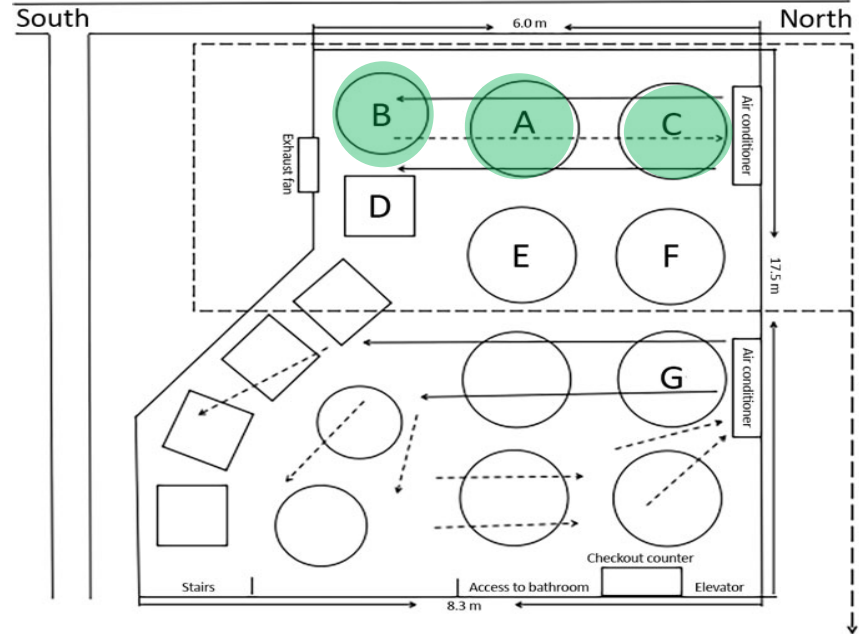 South
North
6.0 m
B
A
C
Air conditioner
Exhaust fan
D
E
F
17.5 m
G
Air conditioner
Checkout counter
Stairs
Access to bathroom
Elevator
8.3 m